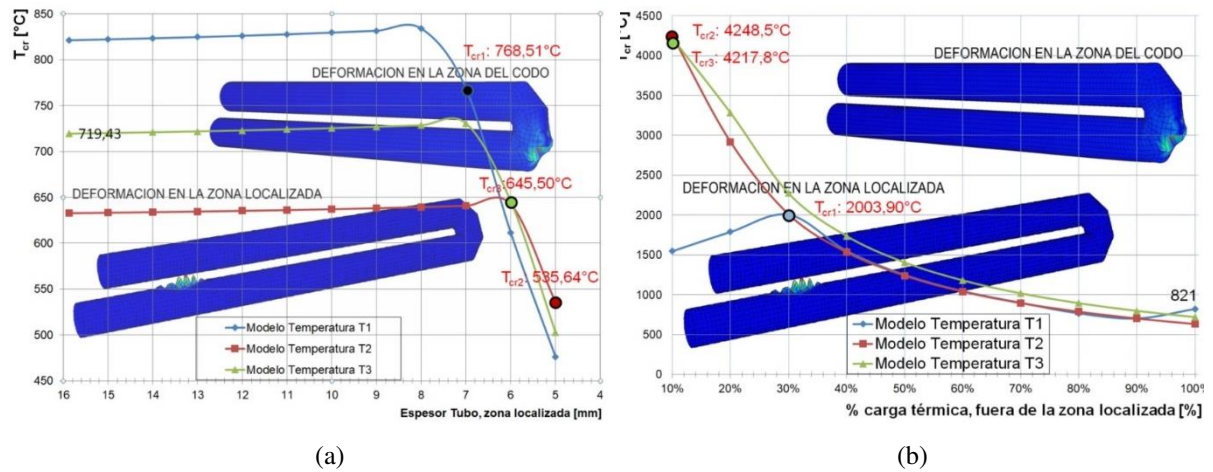 T_cr [°C]
850
800
750
700
650
600
550
500
450
16
15
14
13
12
11
10
9
8
7
6
5
4
Espesor Tubo, zona localizada [mm]
T_cr1: 768,51°C
DEFORMACION EN LA ZONA DEL CODO
719,43
DEFORMACION EN LA ZONA LOCALIZADA
T_cr3: 645,50°C
T_cr2: 535,64°C
Modelo Temperatura T1
Modelo Temperatura T2
Modelo Temperatura T3
(a)
[°C]
4500
4000
3500
3000
2500
2000
1500
1000
500
0
10%
20%
30%
40%
50%
60%
70%
80%
90%
100%
% carga térmica, fuera de la zona localizada [%]
T_cr2: 4248,5°C
T_cr3: 4217,8°C
DEFORMACION EN LA ZONA DEL CODO
DEFORMACION EN LA ZONA LOCALIZADA
T_cr1: 2003,90°C
821
Modelo Temperatura T1
Modelo Temperatura T2
Modelo Temperatura T3
(b)